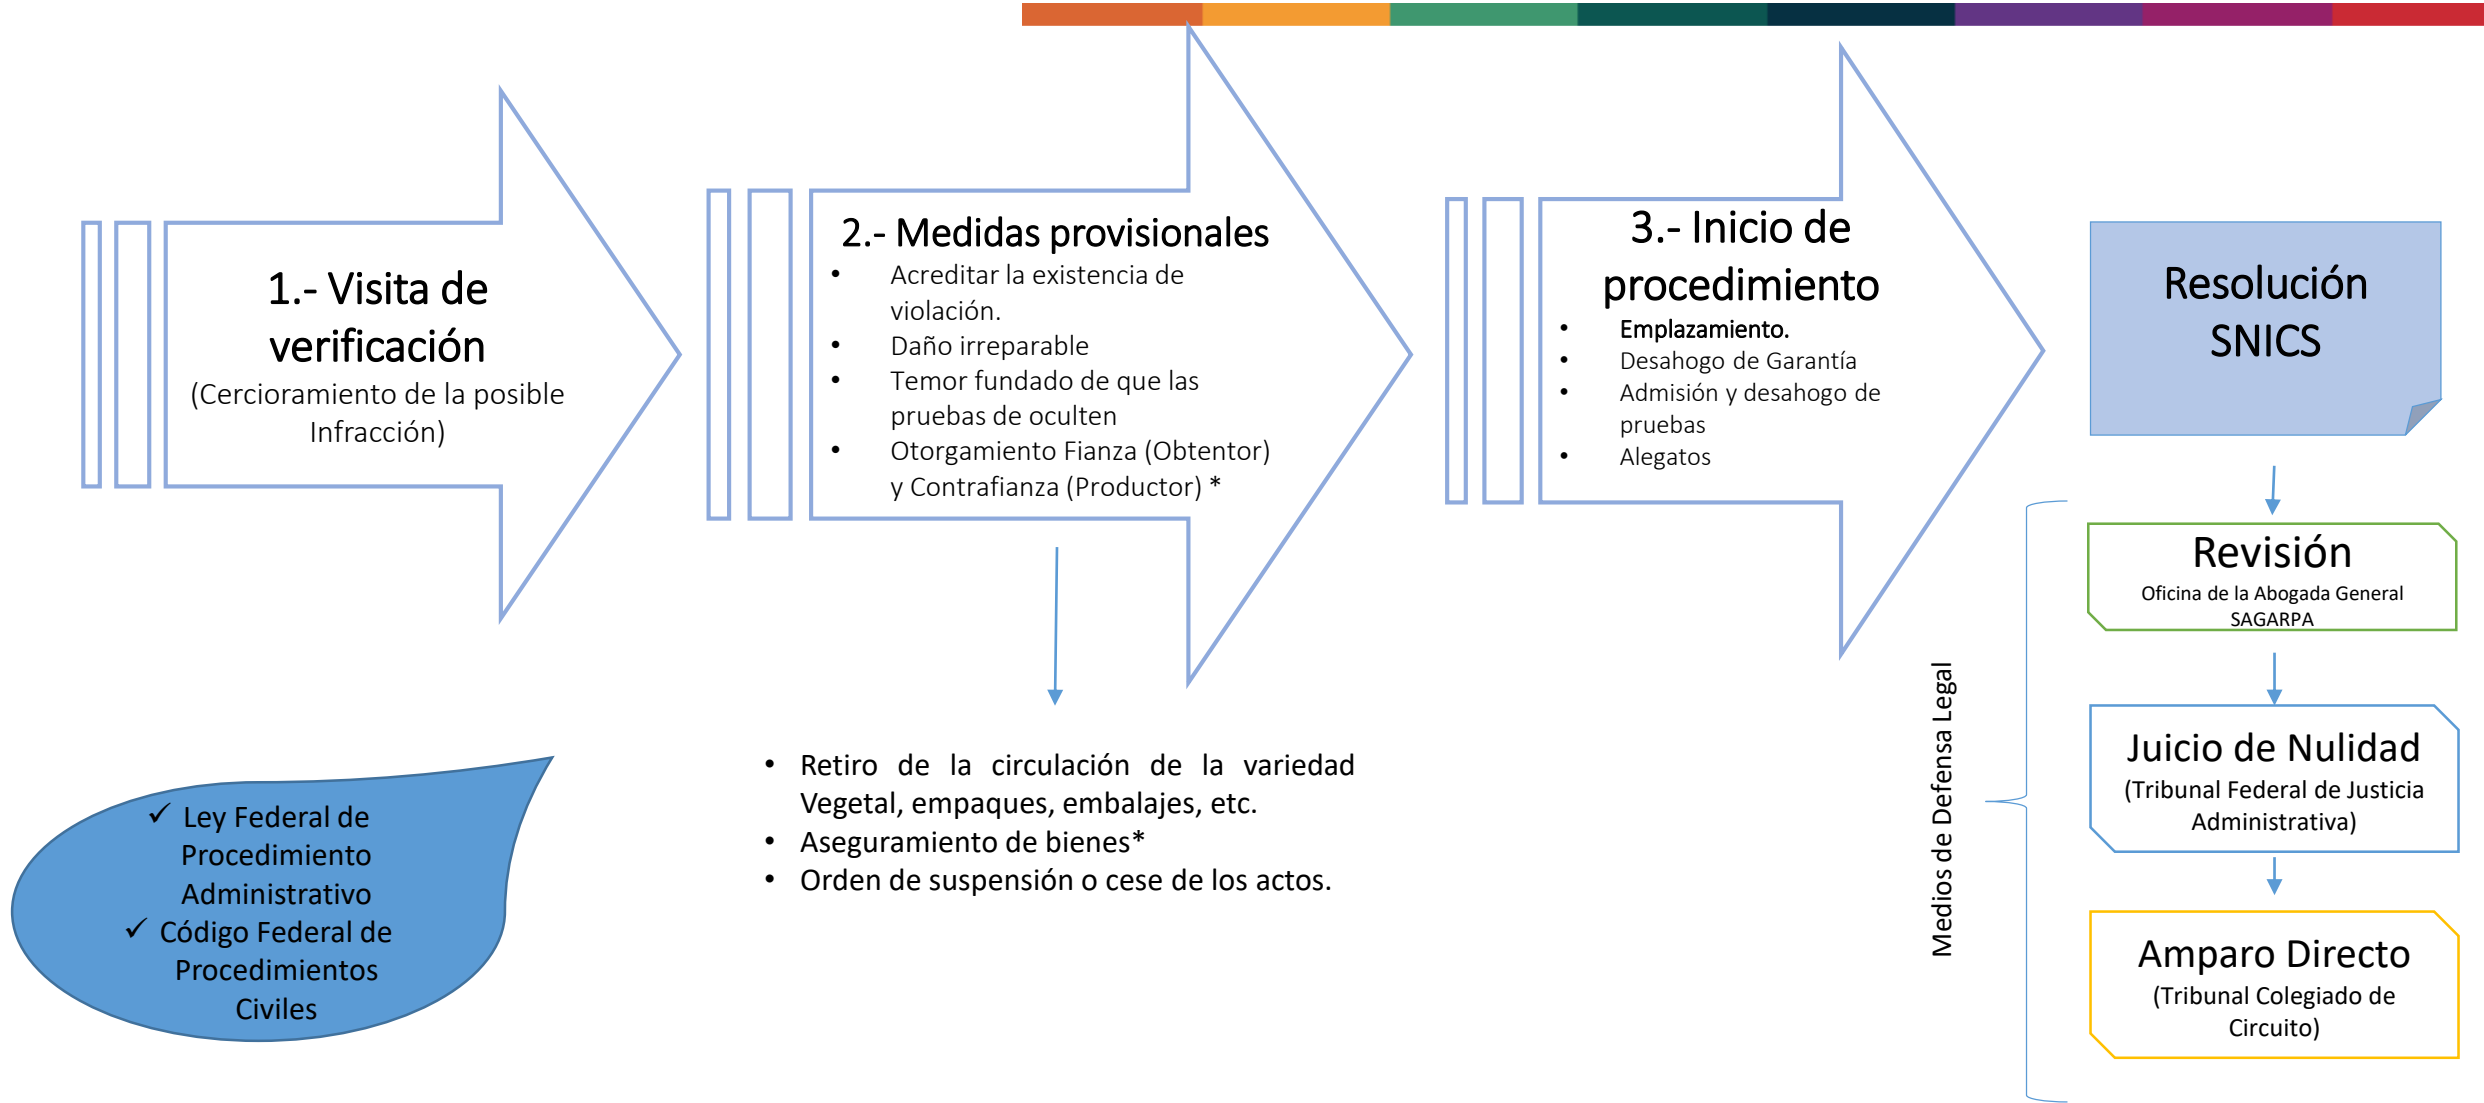 1.- Visita de
verificación
(Cercioramiento de la posible
Infracción)
2.- Medidas provisionales
• Acreditar la existencia de
violación.
• Daño irreparable
• Temor fundado de que las
pruebas de oculten
• Otorgamiento Fianza (Obtentor)
y Contrafianza (Productor) *
3.- Inicio de
procedimiento
• Emplazamiento.
• Desahogo de Garantía
• Admisión y desahogo de
pruebas
• Alegatos
Resolución
SNICS
✓ Ley Federal de
Procedimiento
Administrativo
✓ Código Federal de
Procedimientos
Civiles
• Retiro de la circulación de la variedad
Vegetal, empaques, embalajes, etc.
• Aseguramiento de bienes*
• Orden de suspensión o cese de los actos.
Medios de Defensa Legal
Revisión
Oficina de la Abogada General
SAGARPA
Juicio de Nulidad
(Tribunal Federal de Justicia
Administrativa)
Amparo Directo
(Tribunal Colegiado de
Circuito)